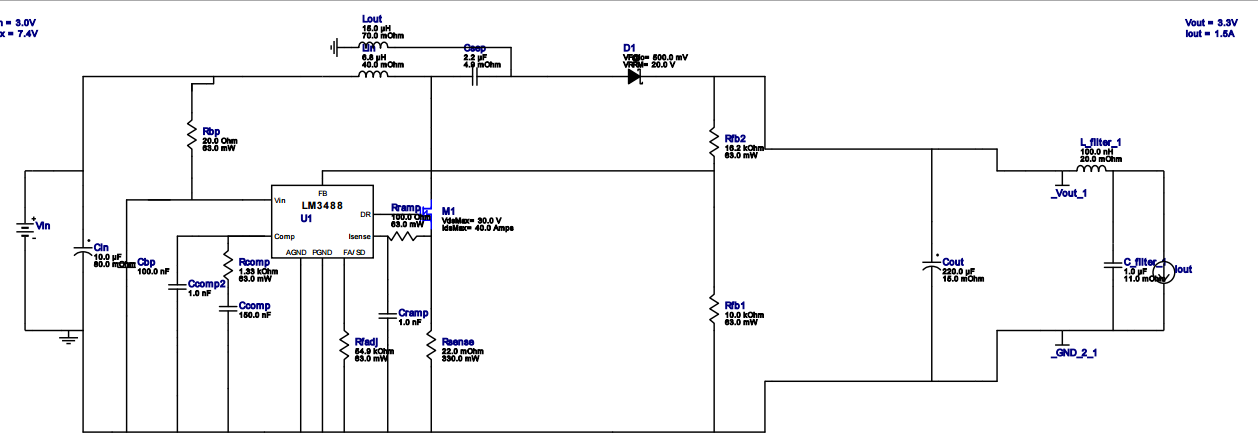 n = 3.0V
x = 7.4V
Vout = 3.3V
Iout = 1.5A
Lout
15.0 µH
70.0 mOhm
Lin
6.8 µH
40.0 mOhm
Csep
2.2 µF
mOhm
D1
500.0 mV
VRRM= 20.0 V
Rbp
20.0 Ohm
63.0 mW
Rfb2
16.2 kOhm
63.0 mW
L_filter_1
100.0 nH
20.0 mOhm
_Vout_1
FB
LM3488
U1
Vin
Comp
DR
Isense
AGND PGND FA/SD
Rramp
100.0 Ohm
63.0 mW
M1
VdsMax= 30.0 V
IdsMax= 40.0 Amps
+
Vin
-
Cin
10.0 µF
mOhm
Cbp
100.0 nF
Ccomp2
1.0 nF
Rcomp
1.33 kOhm
63.0 mW
Ccomp
150.0 nF
Cramp
1.0 nF
Rfadj
54.9 kOhm
63.0 mW
Rsense
22.0 mOhm
330.0 mW
Rfb1
10.0 kOhm
63.0 mW
Cout
220.0 µF
15.0 mOhm
C_filter_
1.0 µF
11.0 mOhm
Iout
_GND_2_1